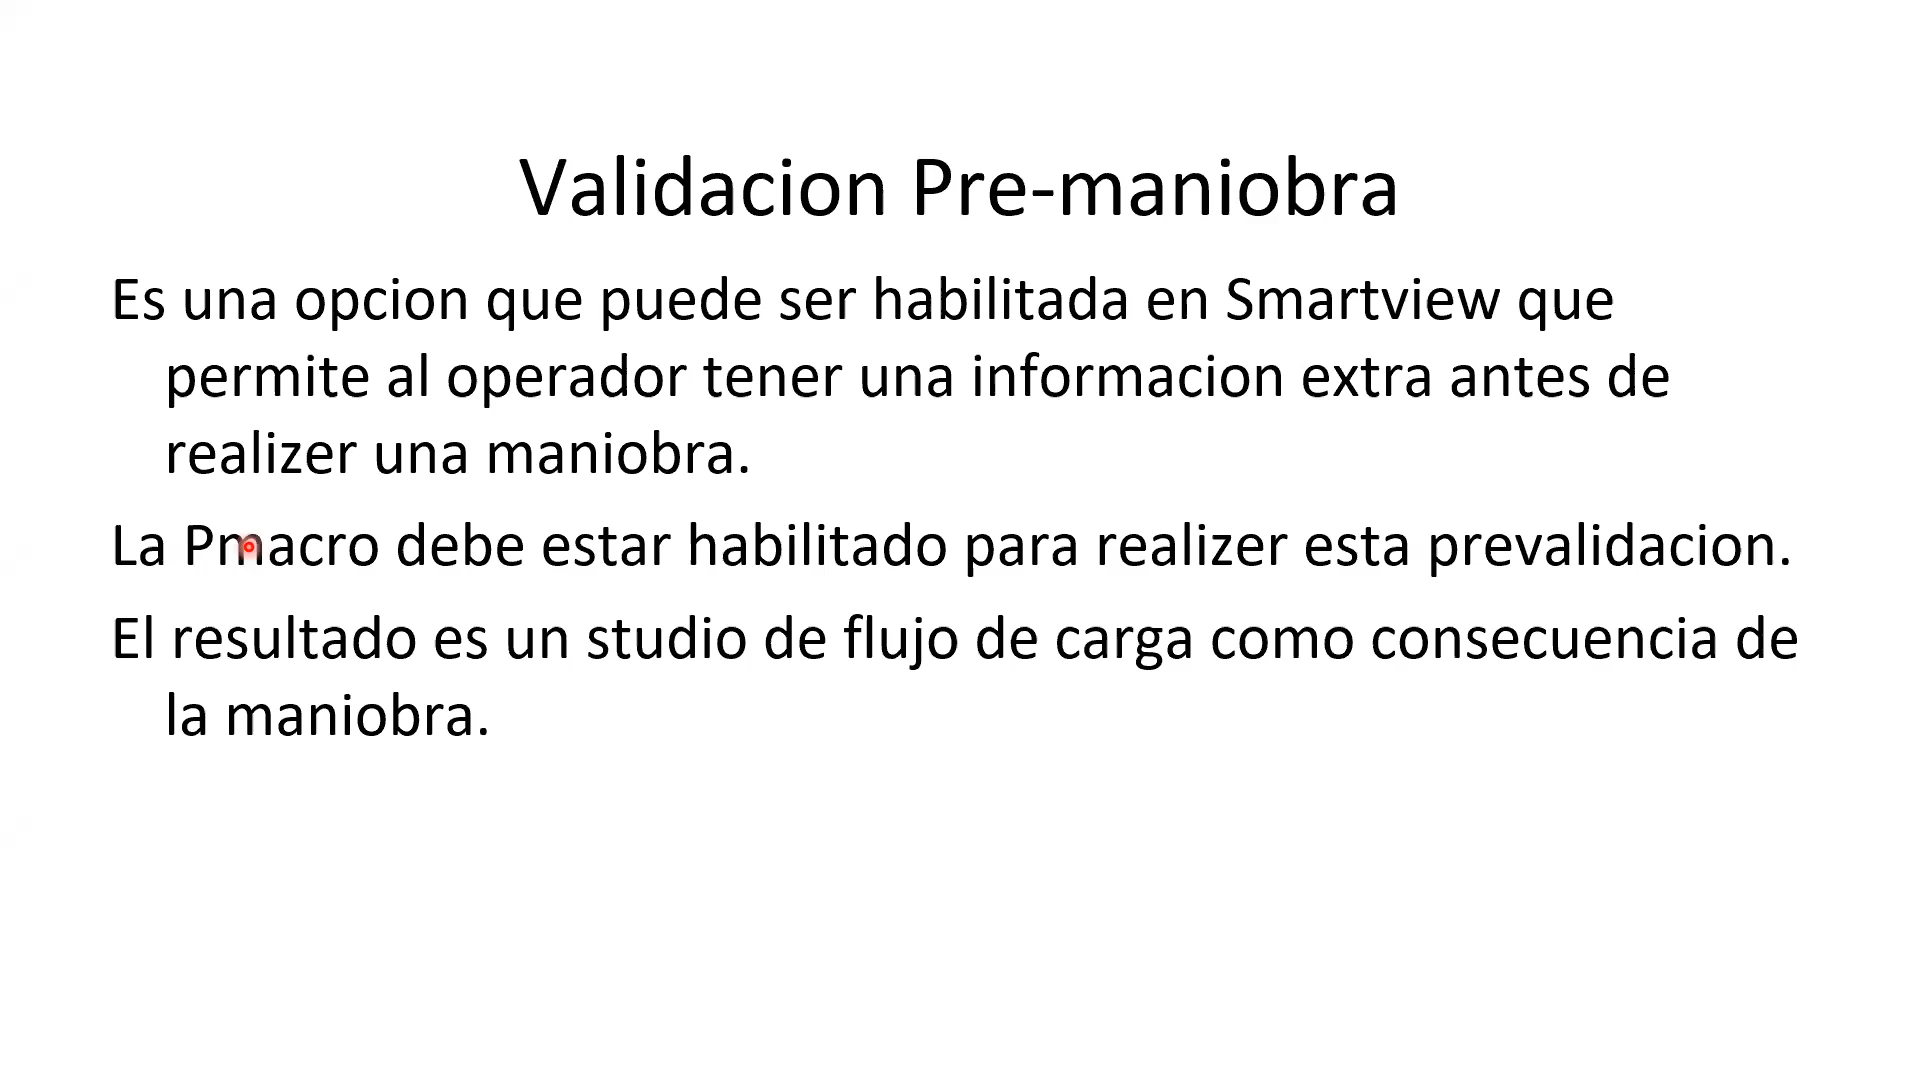 Validacion Pre-maniobra
Es una opcion que puede ser habilitada en Smartview que
permite al operador tener una informacion extra antes de
realizer una maniobra.
La Pmacro debe estar habilitado para realizer esta prevalidacion.
El resultado es un studio de flujo de carga como consecuencia de
la maniobra.